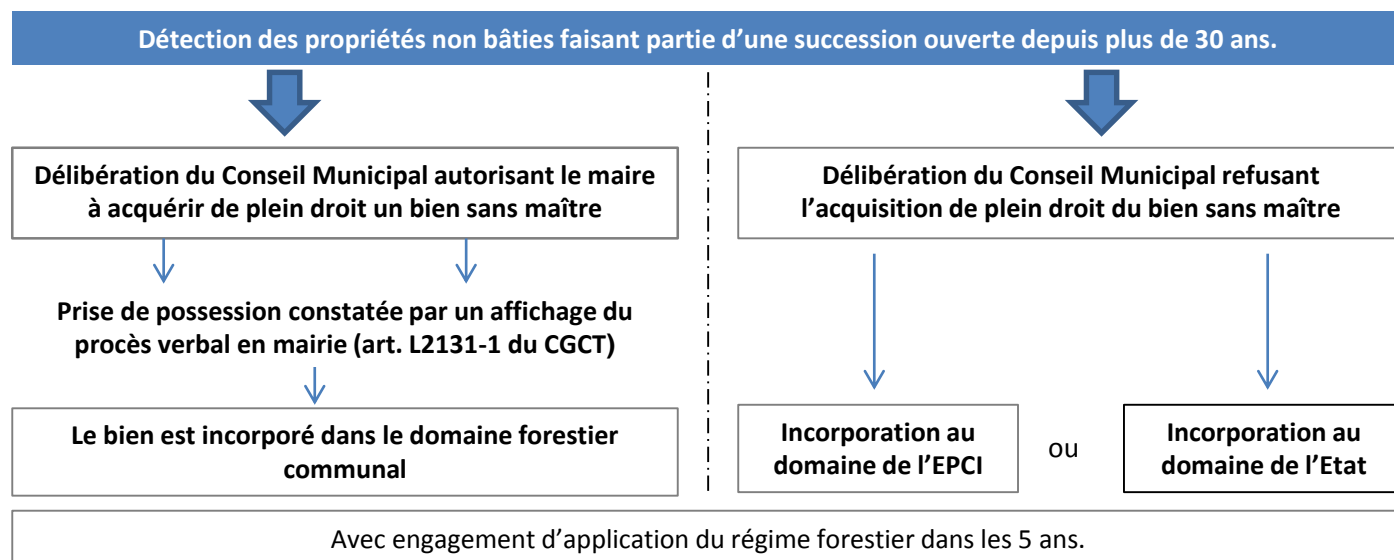 Détection des propriétés non bâties faisant partie d’une succession ouverte depuis plus de 30 ans.
Délibération du Conseil Municipal autorisant le maire
à acquérir de plein droit un bien sans maître
Prise de possession constatée par un affichage du
procès verbal en mairie (art. L2131-1 du CGCT)
Le bien est incorporé dans le domaine forestier
communal
Délibération du Conseil Municipal refusant
l’acquisition de plein droit du bien sans maître
Incorporation au
domaine de l’EPCI
ou
Incorporation au
domaine de l’Etat
Avec engagement d’application du régime forestier dans les 5 ans.